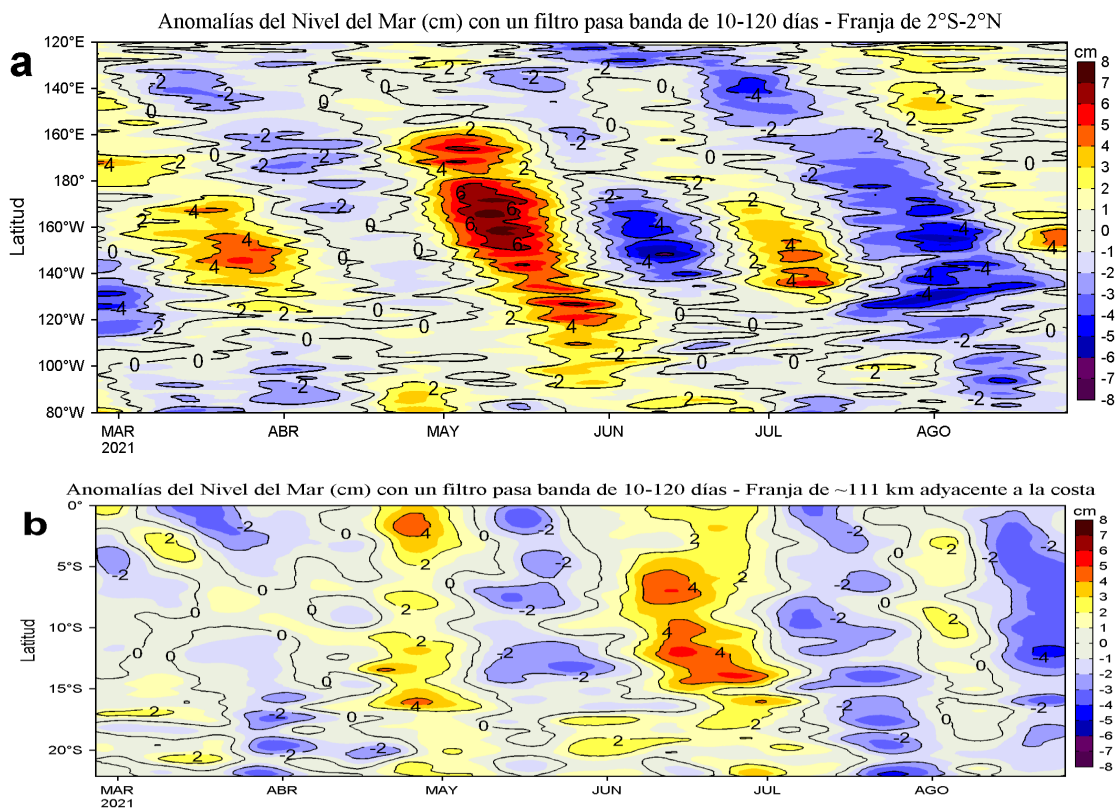 Anomalías del Nivel del Mar (cm) con un filtro pasa banda de 10-120 días - Franja de 2°S-2°N
a
cm
Latitud
120°E
140°E
160°E
180°
160°W
140°W
120°W
100°W
80°W
MAR
2021
ABR
MAY
JUN
JUL
AGO
8
7
6
5
4
3
2
1
0
-1
-2
-3
-4
-5
-6
-7
-8
Anomalías del Nivel del Mar (cm) con un filtro pasa banda de 10-120 días - Franja de ~111 km adyacente a la costa
b
cm
Latitud
0°
5°S
10°S
15°S
20°S
MAR
2021
ABR
MAY
JUN
JUL
AGO
8
7
6
5
4
3
2
1
0
-1
-2
-3
-4
-5
-6
-7
-8